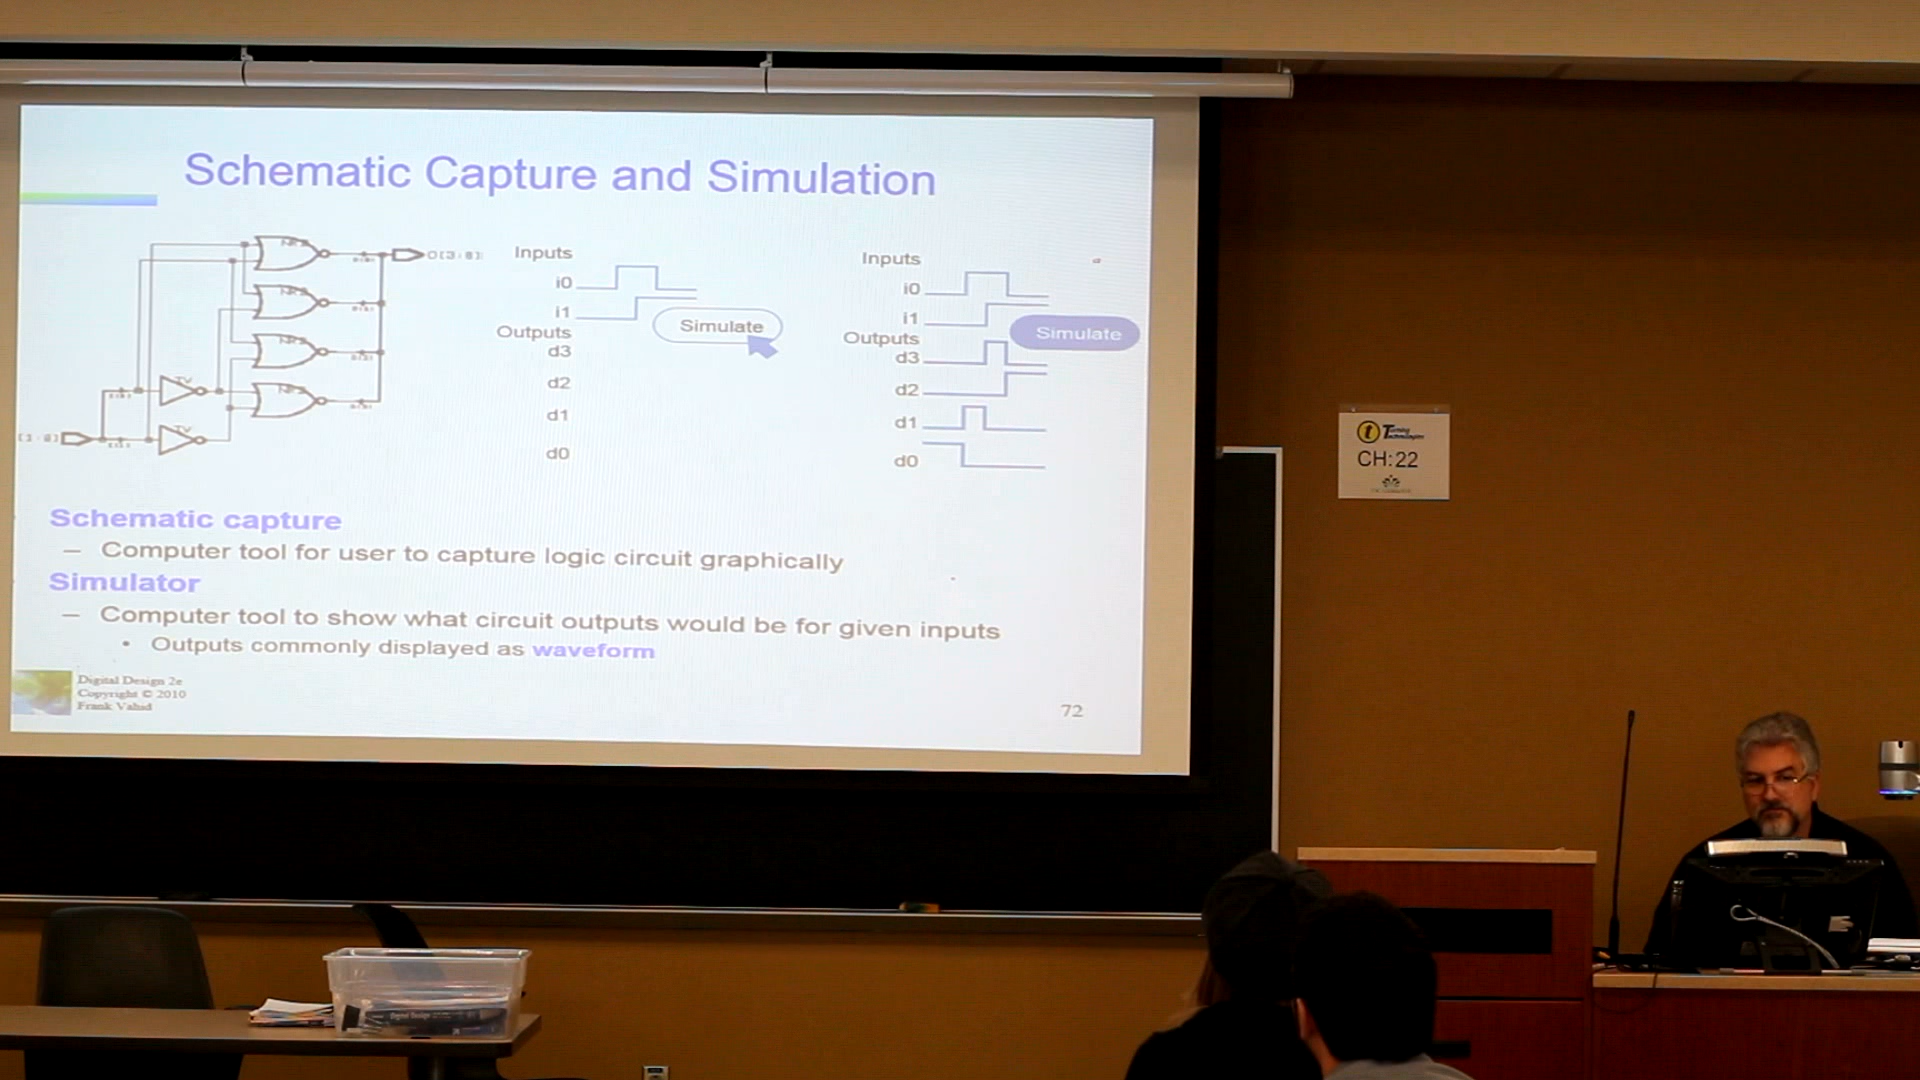 Schematic Capture and Simulation
Inputs
i0
i1
Simulate
Outputs
d3
d2
d1
d0
Inputs
i0
i1
Simulate
Outputs
d3
d2
d1
d0
Schematic capture
– Computer tool for user to capture logic circuit graphically
Simulator
– Computer tool to show what circuit outputs would be for given inputs
• Outputs commonly displayed as waveform
Digital Design 2e
Copyright © 2010
Frank Vahid
72
Turning
Technologies
CH:22